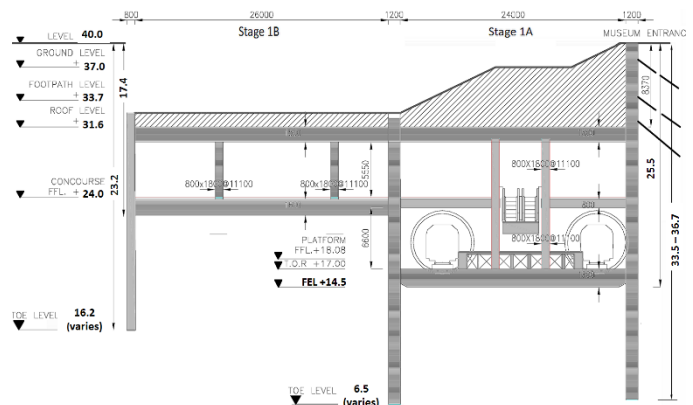 800 26000 1200 24000 1200
Stage 1B Stage 1A
LEVEL 40.0
MUSEUM ENTRANC
GROUND LEVEL
+ 37.0
FOOTPATH LEVEL
+ 33.7
ROOF LEVEL
+ 31.6
17.4
8370
25.5
23.2
CONCOURSE
FFL. + 24.0
800x1800@11100 800x1800@11100
5550
800X1800@11100
800
6600
800X1800@11100
PLATFORM
FFL.+18.08
T.O.R +17.00
FEL +14.5
33.5 – 36.7
TOE LEVEL 16.2
(varies)
TOE LEVEL 6.5
(varies)